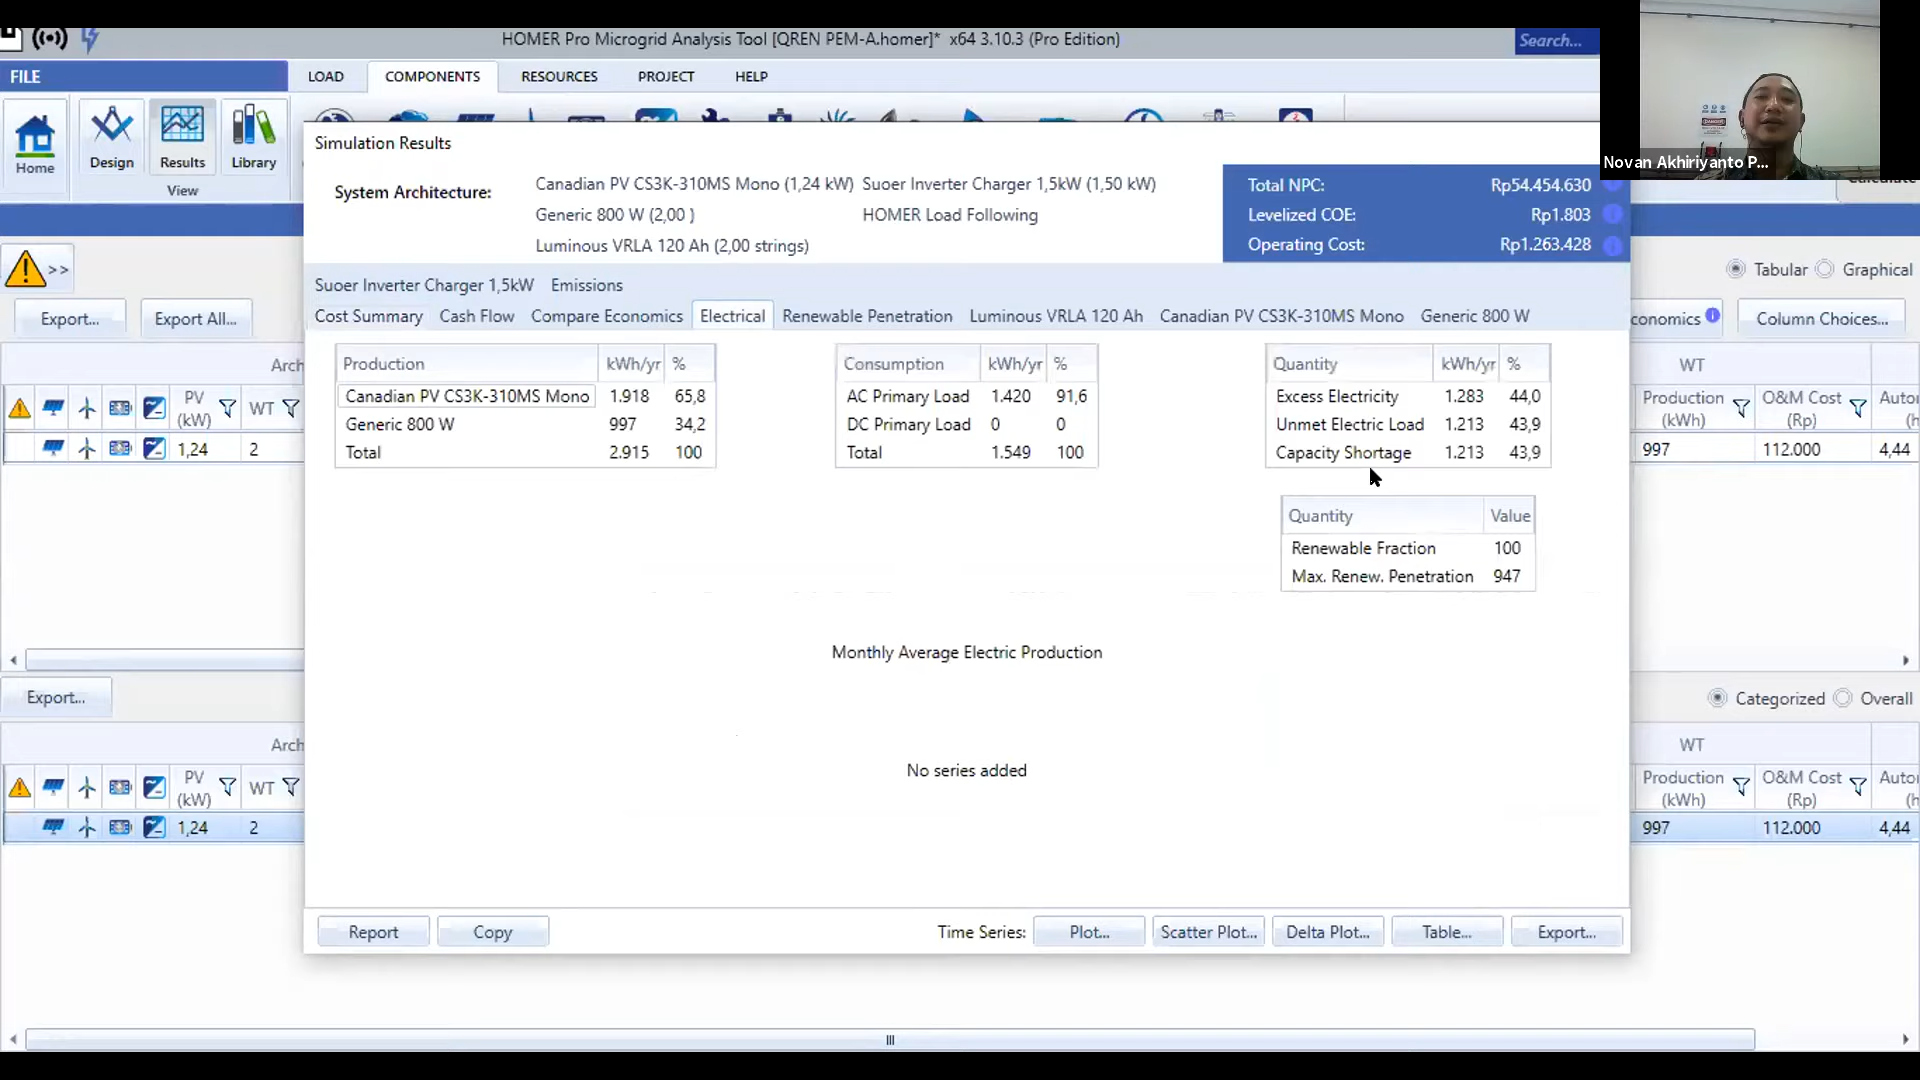 HOMER Pro Microgrid Analysis Tool [QREN PEM-A.homer]* x64 3.10.3 (Pro Edition)
Search...
FILE
LOAD
COMPONENTS
RESOURCES
PROJECT
HELP
Home
Design
Results
Library
View
Novan Akhiriyanto P...
Simulation Results
System Architecture:
Canadian PV CS3K-310MS Mono (1,24 kW)
Suoer Inverter Charger 1,5kW (1,50 kW)
Generic 800 W (2,00 )
HOMER Load Following
Luminous VRLA 120 Ah (2,00 strings)
Total NPC: Rp54.454.630
Levelized COE: Rp1.803
Operating Cost: Rp1.263.428
>>
Tabular
Graphical
Export...
Export All...
Column Choices...
Suoer Inverter Charger 1,5kW
Emissions
Cost Summary
Cash Flow
Compare Economics
Electrical
Renewable Penetration
Luminous VRLA 120 Ah
Canadian PV CS3K-310MS Mono
Generic 800 W
Production kWh/yr %
Canadian PV CS3K-310MS Mono 1.918 65,8
Generic 800 W 997 34,2
Total 2.915 100
Consumption kWh/yr %
AC Primary Load 1.420 91,6
DC Primary Load 0 0
Total 1.549 100
Quantity kWh/yr %
Excess Electricity 1.283 44,0
Unmet Electric Load 1.213 43,9
Capacity Shortage 1.213 43,9
Quantity Value
Renewable Fraction 100
Max. Renew. Penetration 947
Monthly Average Electric Production
No series added
Arch
PV
(kW)
WT
1,24 2
WT
Production
(kWh)
O&M Cost
(Rp)
997 112.000 4,44
Export...
Categorized
Overall
Arch
PV
(kW)
WT
1,24 2
WT
Production
(kWh)
O&M Cost
(Rp)
997 112.000 4,44
Report
Copy
Time Series:
Plot...
Scatter Plot...
Delta Plot...
Table...
Export...